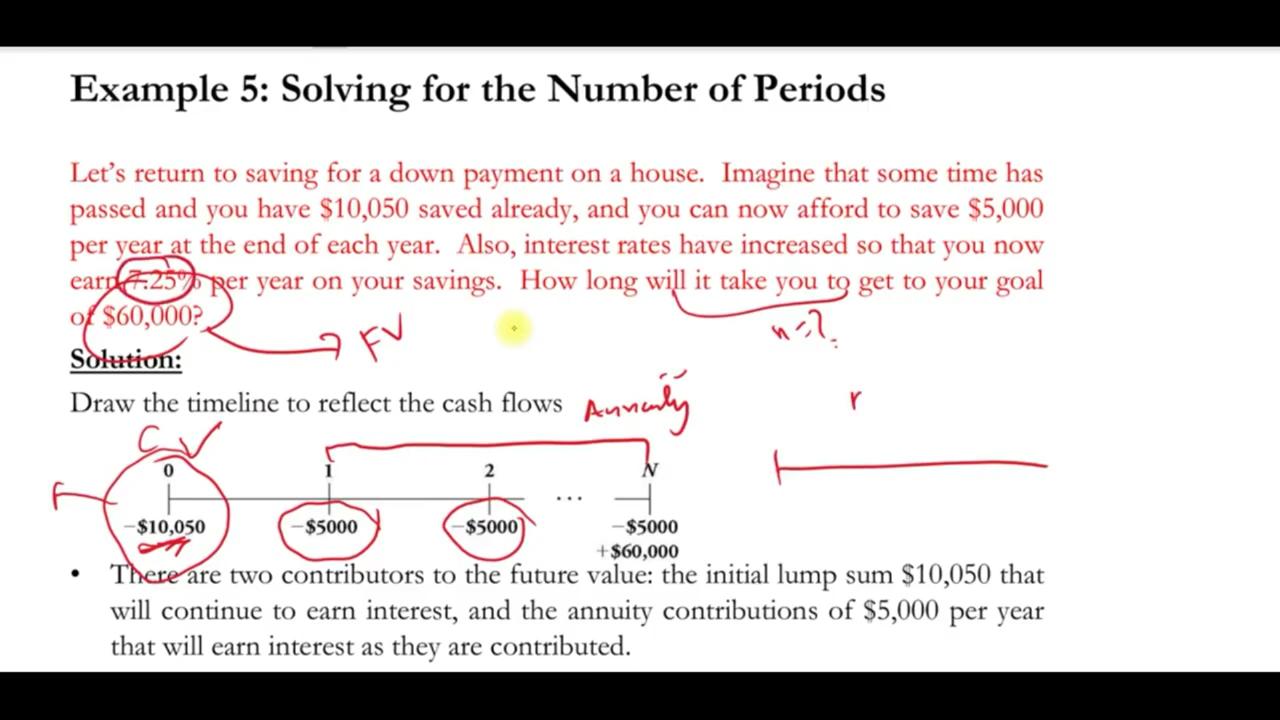 Example 5: Solving for the Number of Periods
Let's return to saving for a down payment on a house. Imagine that some time has
passed and you have $10,050 saved already, and you can now afford to save $5,000
per year at the end of each year. Also, interest rates have increased so that you now
earn 7.25% per year on your savings. How long will it take you to get to your goal
of $60,000?
n=?
FV
Solution:
Draw the timeline to reflect the cash flows Annuity
r
C V
0 1 2 N
...
−$10,050 −$5000 −$5000 −$5000
+$60,000
• There are two contributors to the future value: the initial lump sum $10,050 that
will continue to earn interest, and the annuity contributions of $5,000 per year
that will earn interest as they are contributed.